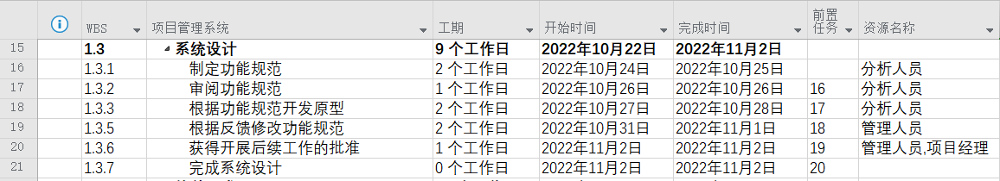 WBS 项目管理系统 工期 开始时间 完成时间 前置任务 资源名称
15 1.3 系统设计 9 个工作日 2022年10月22日 2022年11月2日
16 1.3.1 制定功能规范 2 个工作日 2022年10月24日 2022年10月25日 分析人员
17 1.3.2 审阅功能规范 1 个工作日 2022年10月26日 2022年10月26日 16 分析人员
18 1.3.3 根据功能规范开发原型 2 个工作日 2022年10月27日 2022年10月28日 17 分析人员
19 1.3.5 根据反馈修改功能规范 2 个工作日 2022年10月31日 2022年11月1日 18 管理人员
20 1.3.6 获得开展后续工作的批准 1 个工作日 2022年11月2日 2022年11月2日 19 管理人员,项目经理
21 1.3.7 完成系统设计 0 个工作日 2022年11月2日 2022年11月2日 20